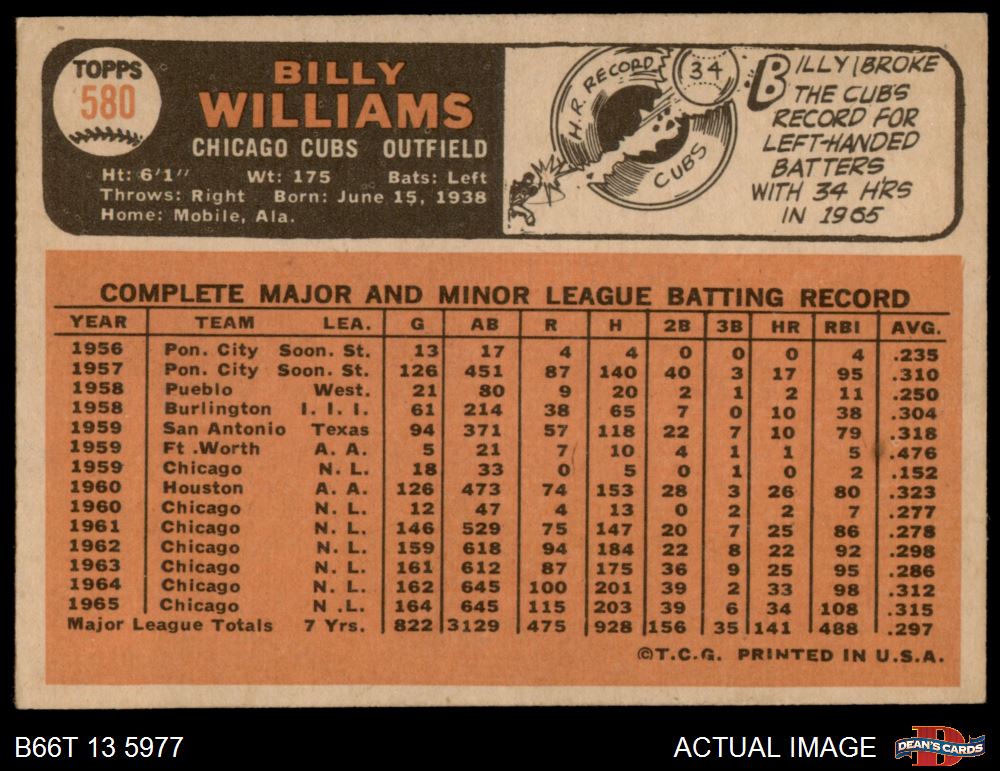 TOPPS
580
BILLY
WILLIAMS
CHICAGO CUBS OUTFIELD
Ht: 6'1" Wt: 175 Bats: Left
Throws: Right Born: June 15, 1938
Home: Mobile, Ala.
H.R. RECORD
34
CUBS
BILLY BROKE
THE CUB'S
RECORD FOR
LEFT-HANDED
BATTERS
WITH 34 HR'S
IN 1965
COMPLETE MAJOR AND MINOR LEAGUE BATTING RECORD
YEAR TEAM LEA. G AB R H 2B 3B HR RBI AVG.
1956 Pon. City Soon. St. 13 17 4 4 0 0 0 4 .235
1957 Pon. City Soon. St. 126 451 87 140 40 3 17 95 .310
1958 Pueblo West. 21 80 9 20 2 1 2 11 .250
1958 Burlington I. I. I. 61 214 38 65 7 0 10 38 .304
1959 San Antonio Texas 94 371 57 118 22 7 10 79 .318
1959 Ft .Worth A. A. 5 21 7 10 4 1 1 5 .476
1959 Chicago N. L. 18 33 0 5 0 1 0 2 .152
1960 Houston A. A. 126 473 74 153 28 3 26 80 .323
1960 Chicago N. L. 12 47 4 13 0 2 2 7 .277
1961 Chicago N. L. 146 529 75 147 20 7 25 86 .278
1962 Chicago N. L. 159 618 94 184 22 8 22 92 .298
1963 Chicago N. L. 161 612 87 175 36 9 25 95 .286
1964 Chicago N. L. 162 645 100 201 39 2 33 98 .312
1965 Chicago N .L. 164 645 115 203 39 6 34 108 .315
Major League Totals 7 Yrs. 822 3129 475 928 156 35 141 488 .297
©T.C.G. PRINTED IN U.S.A.
B66T 13 5977
ACTUAL IMAGE
D
DEAN'S CARDS